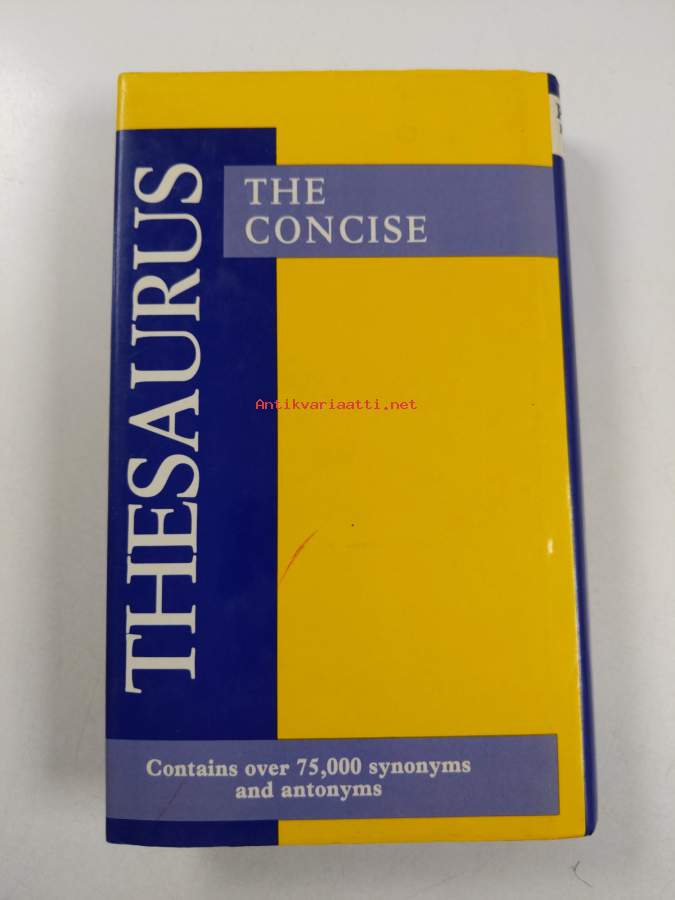 THE
CONCISE
THESAURUS
Antikvariaatti.net
Contains over 75,000 synonyms
and antonyms